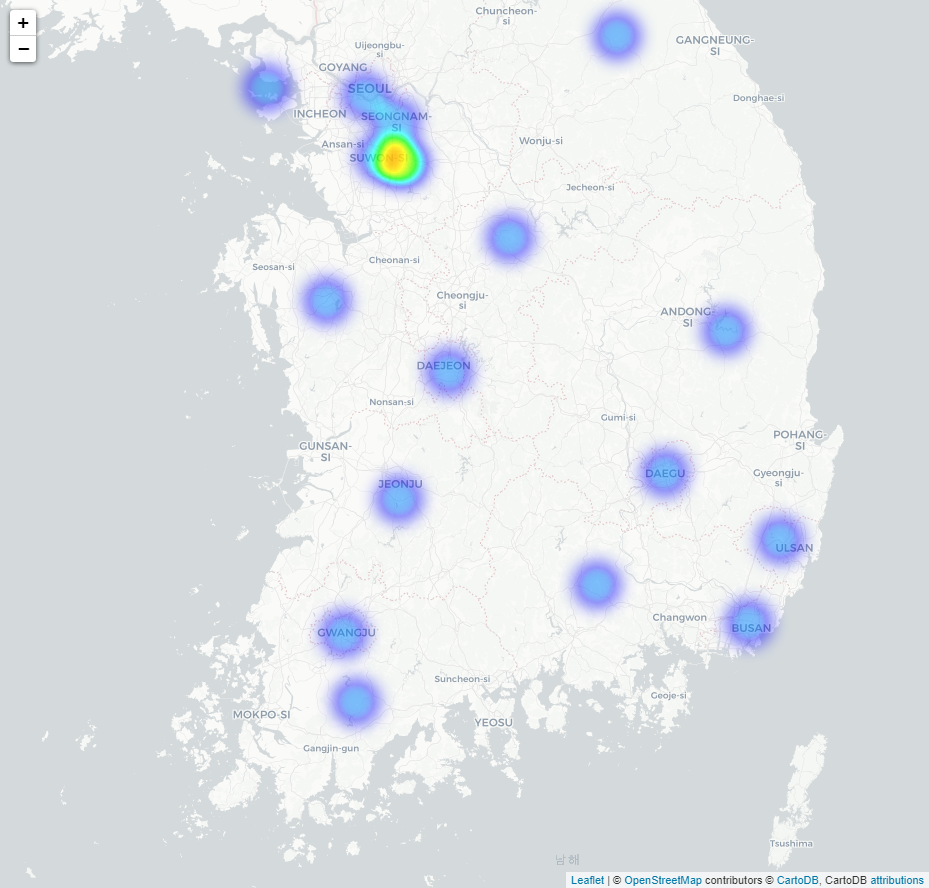 +
−
Chuncheon-
si
GANGNEUNG-
SI
Uijeongbu-
si
GOYANG
SEOUL
Donghae-si
INCHEON
SEONGNAM-
SI
Ansan-si
Wonju-si
SUWON-SI
Jecheon-si
Cheonan-si
Seosan-si
Cheongju-
si
ANDONG-
SI
DAEJEON
Nonsan-si
Gumi-si
POHANG-
SI
GUNSAN-
SI
DAEGU
Gyeongju-
si
JEONJU
ULSAN
Changwon
BUSAN
GWANGJU
Suncheon-si
Geoje-si
MOKPO-SI
YEOSU
Gangjin-gun
Tsushima
남해
Leaflet | © OpenStreetMap contributors © CartoDB, CartoDB attributions